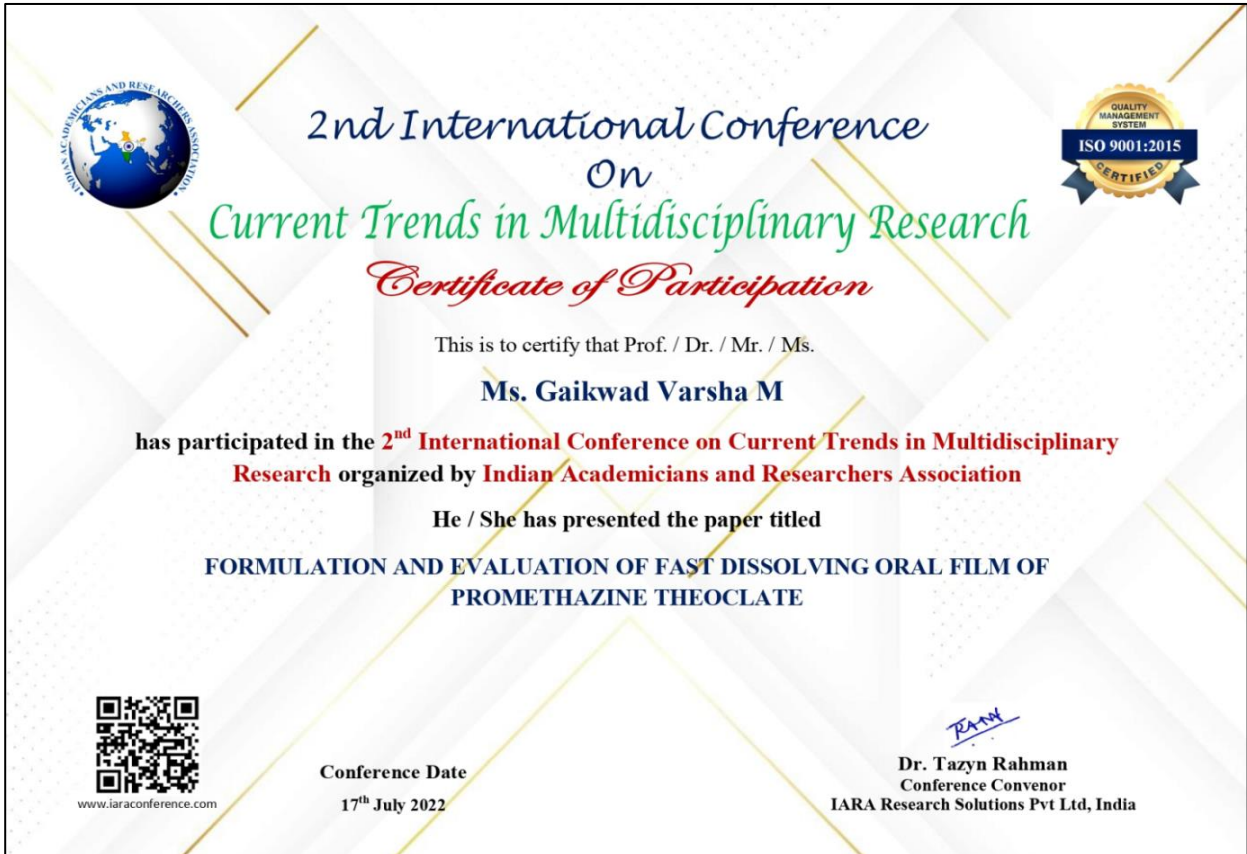 INDIAN ACADEMICIANS AND RESEARCHERS ASSOCIATION
QUALITY
MANAGEMENT
SYSTEM
ISO 9001:2015
CERTIFIED
2nd International Conference
On
Current Trends in Multidisciplinary Research
Certificate of Participation
This is to certify that Prof. / Dr. / Mr. / Ms.
Ms. Gaikwad Varsha M
has participated in the 2nd International Conference on Current Trends in Multidisciplinary
Research organized by Indian Academicians and Researchers Association
He / She has presented the paper titled
FORMULATION AND EVALUATION OF FAST DISSOLVING ORAL FILM OF
PROMETHAZINE THEOCLATE
www.iaraconference.com
Conference Date
17th July 2022
Dr. Tazyn Rahman
Conference Convenor
IARA Research Solutions Pvt Ltd, India